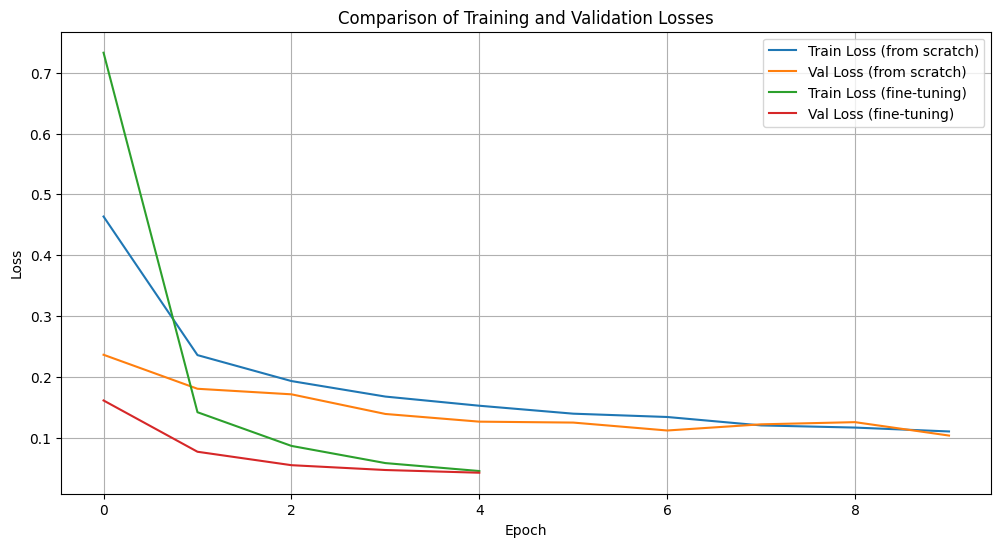 Comparison of Training and Validation Losses
Train Loss (from scratch)
Val Loss (from scratch)
Train Loss (fine-tuning)
Val Loss (fine-tuning)
0.7
0.6
0.5
0.4
0.3
0.2
0.1
Loss
0 2 4 6 8
Epoch